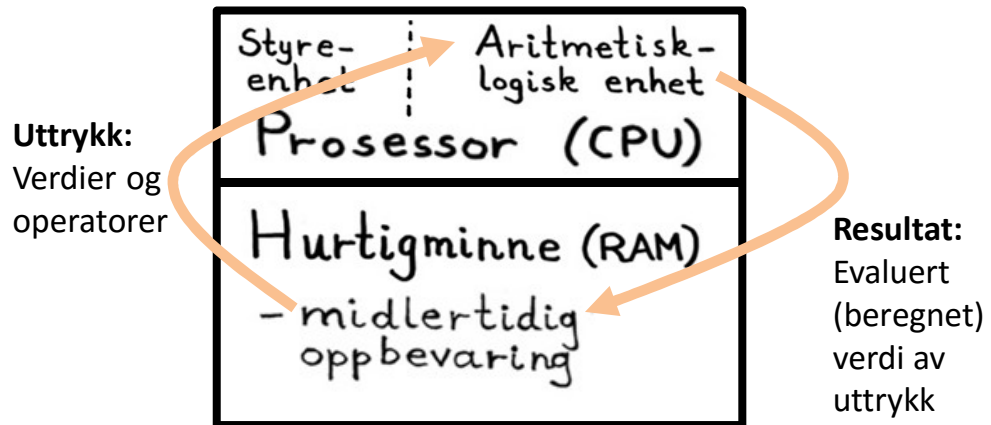 Styre-
enhet
Aritmetisk-
logisk enhet
Prosessor (CPU)
Uttrykk:
Verdier og
operatorer
Hurtigminne (RAM)
- midlertidig
oppbevaring
Resultat:
Evaluert
(beregnet)
verdi av
uttrykk